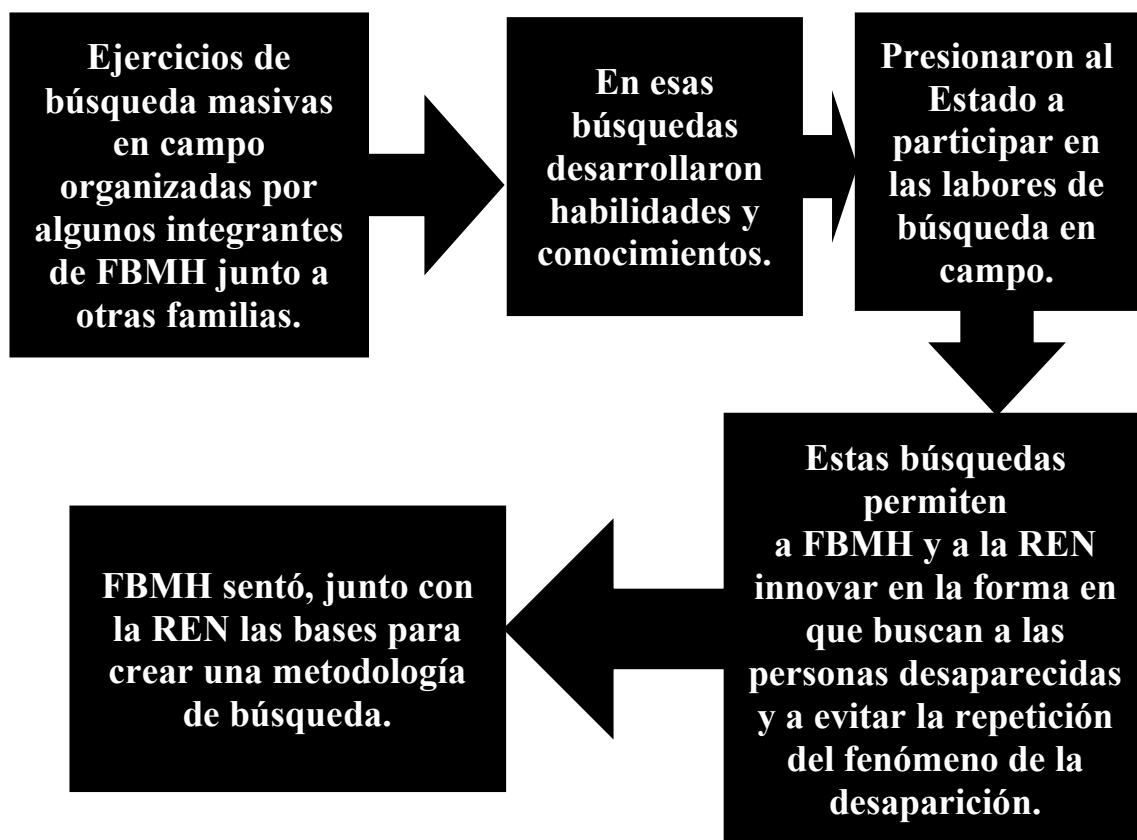 Ejercicios de
búsqueda masivas
en campo
organizadas por
algunos integrantes
de FBMH junto a
otras familias.
En esas
búsquedas
desarrollaron
habilidades y
conocimientos.
Presionaron al
Estado a
participar en
las labores de
búsqueda en
campo.
Estas búsquedas
permiten
a FBMH y a la REN
innovar en la forma en
que buscan a las
personas desaparecidas
y a evitar la repetición
del fenómeno de la
desaparición.
FBMH sentó, junto con
la REN las bases para
crear una metodología
de búsqueda.